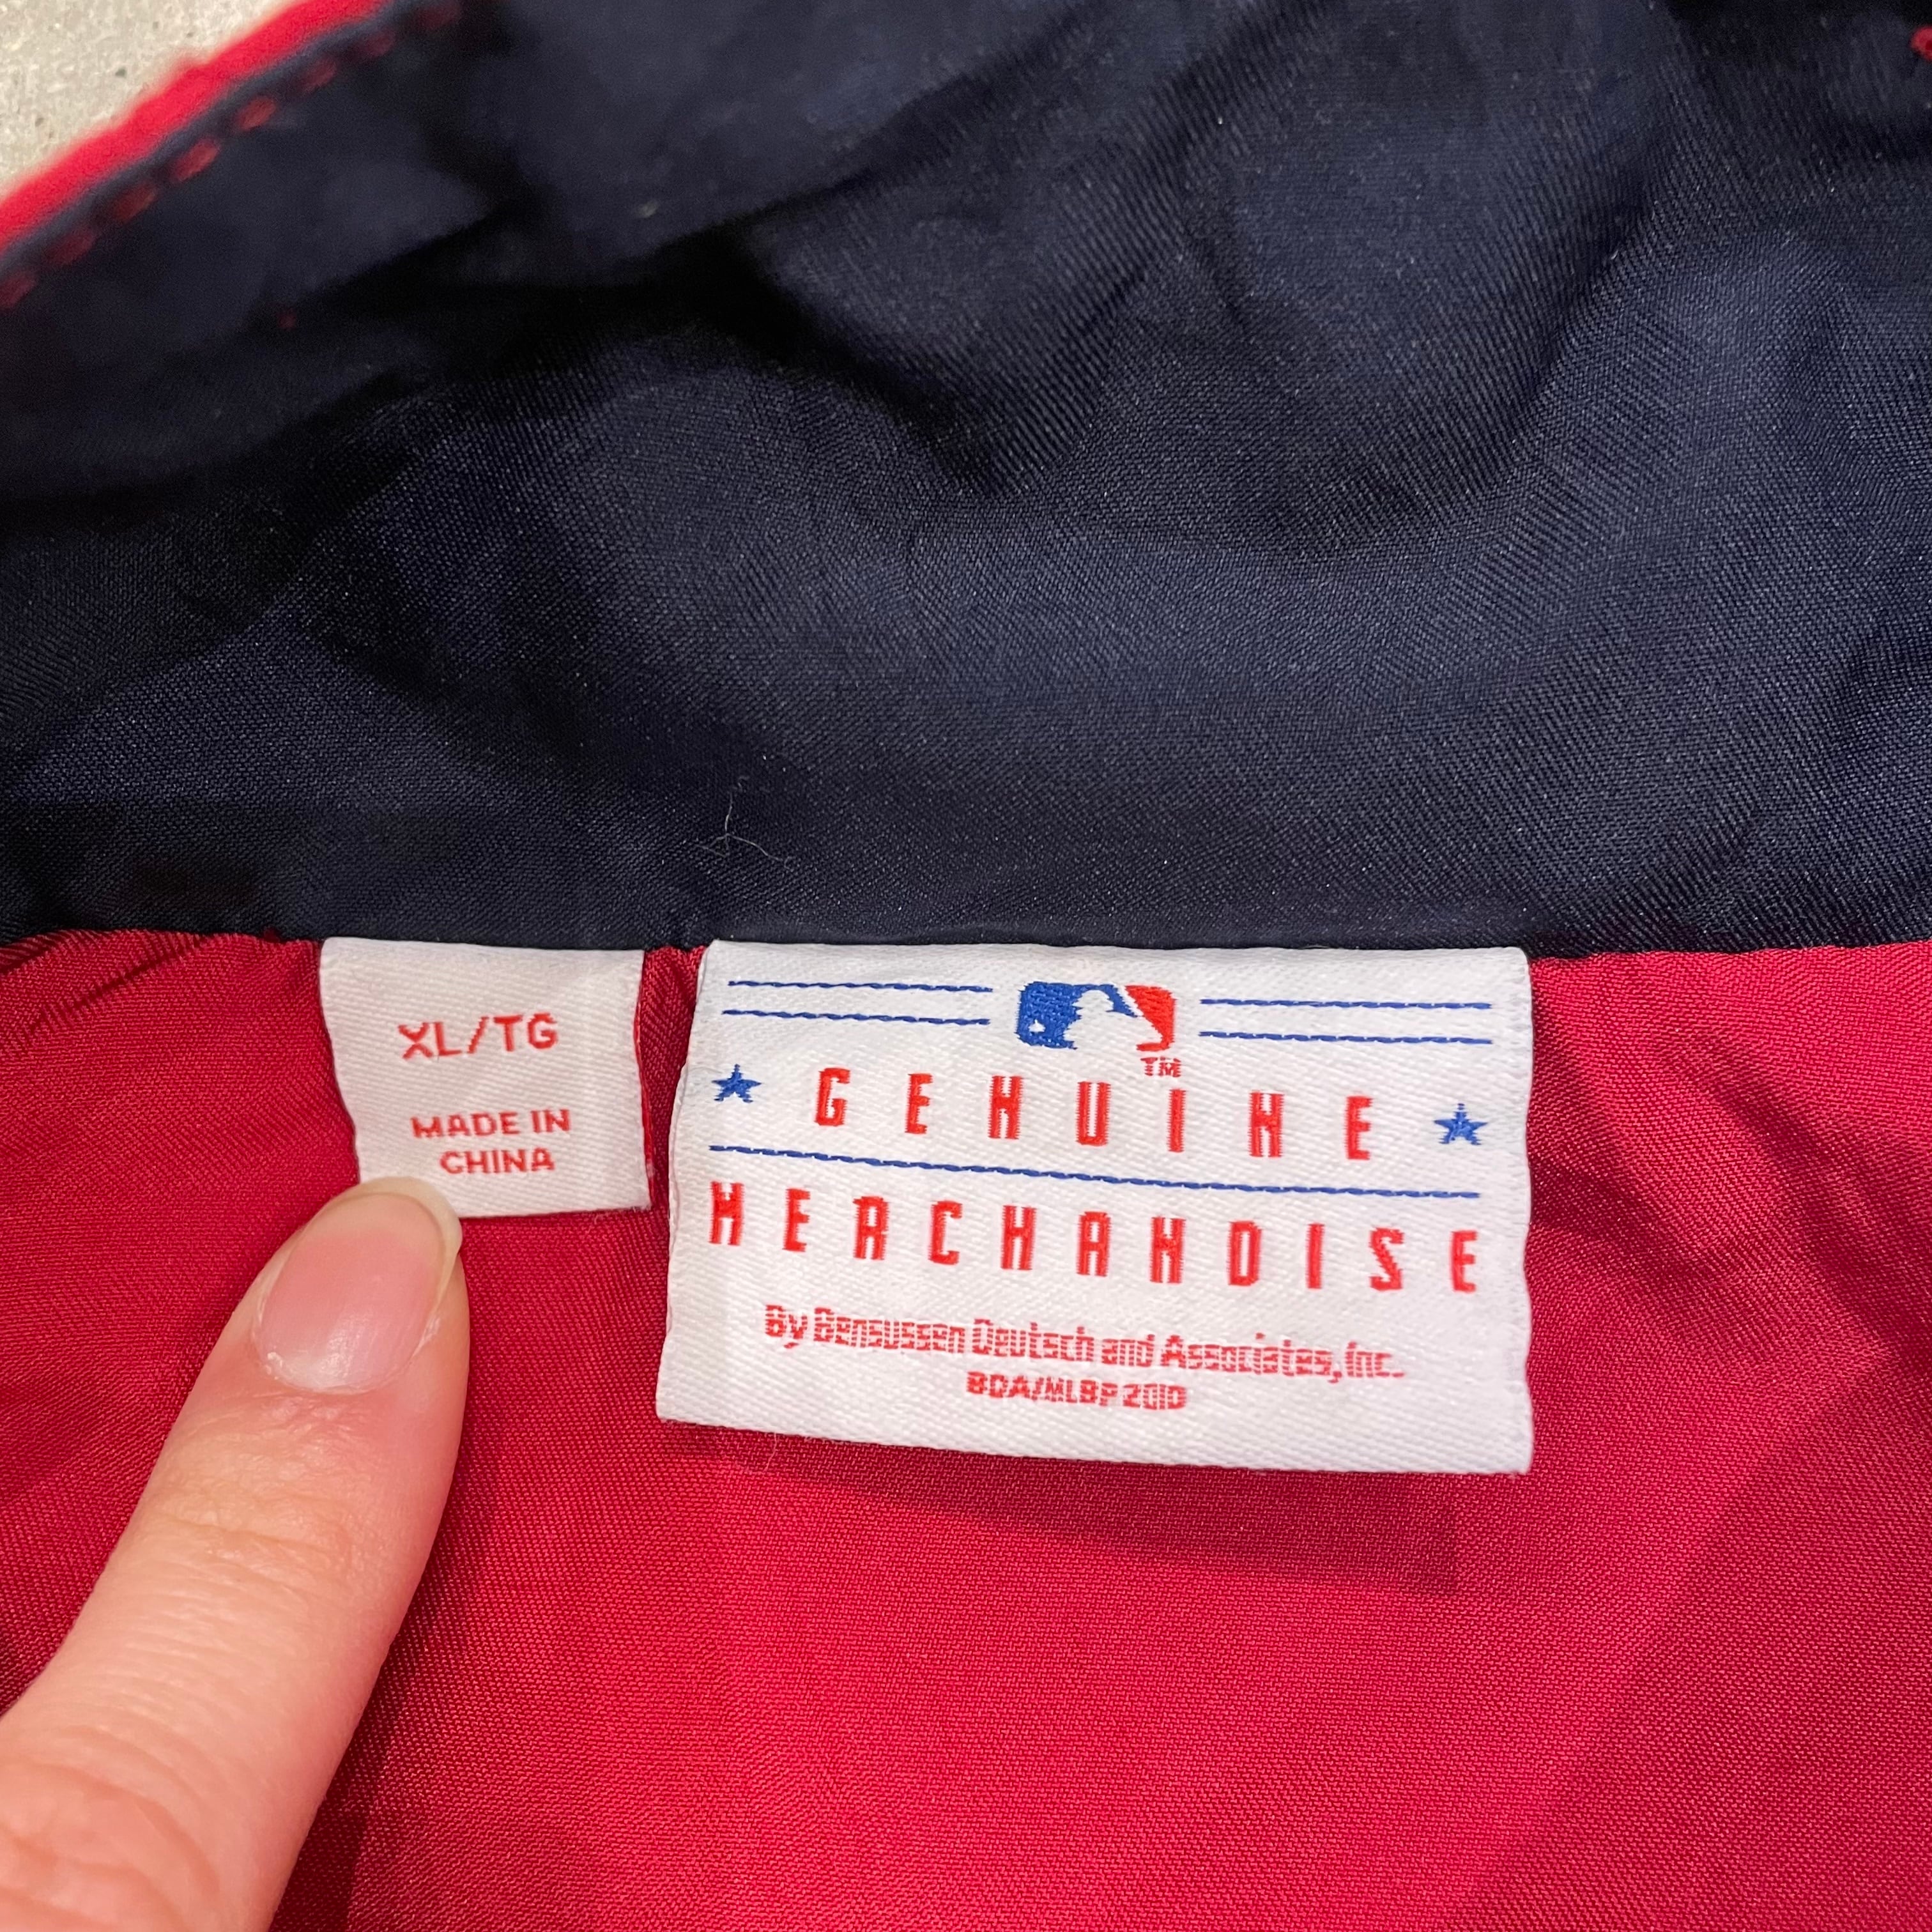 XL/TG
MADE IN
CHINA
TM
GENUINE
MERCHANDISE
By Bensussen Deutsch and Associates, Inc.
BDA/MLBP 2010